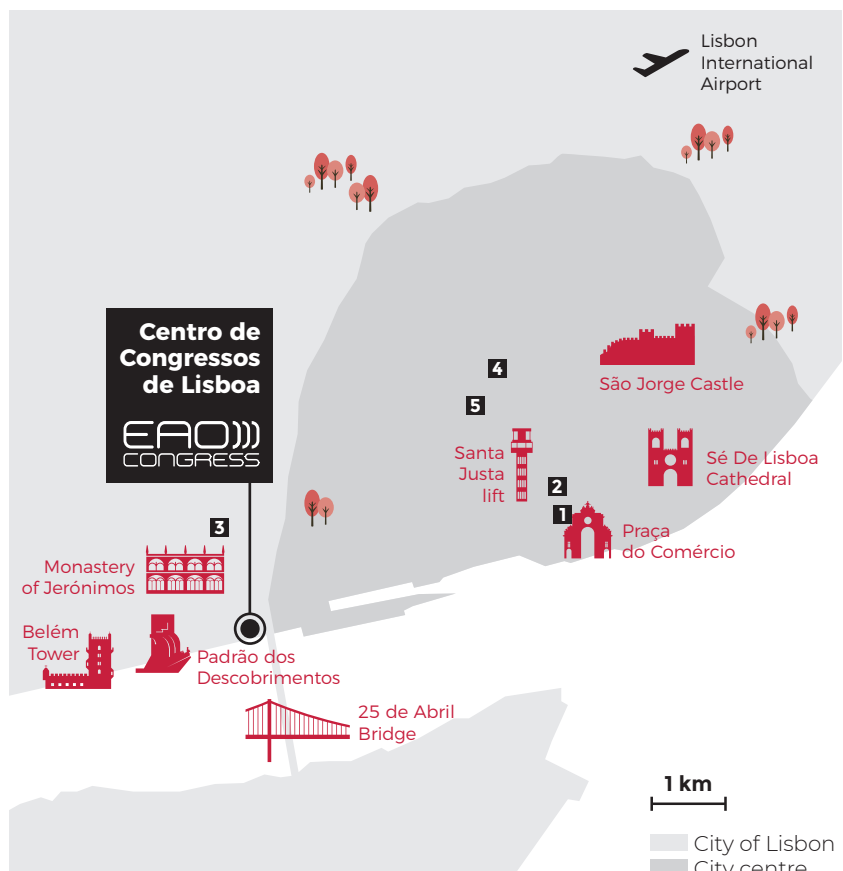 Lisbon
International
Airport
Centro de
Congressos
de Lisboa
EAO)))
CONGRESS
4
5
São Jorge Castle
Santa
Justa
lift
Sé De Lisboa
Cathedral
2
1
Praça
do Comércio
3
Monastery
of Jerónimos
Belém
Tower
Padrão dos
Descobrimentos
25 de Abril
Bridge
1 km
City of Lisbon
City centre